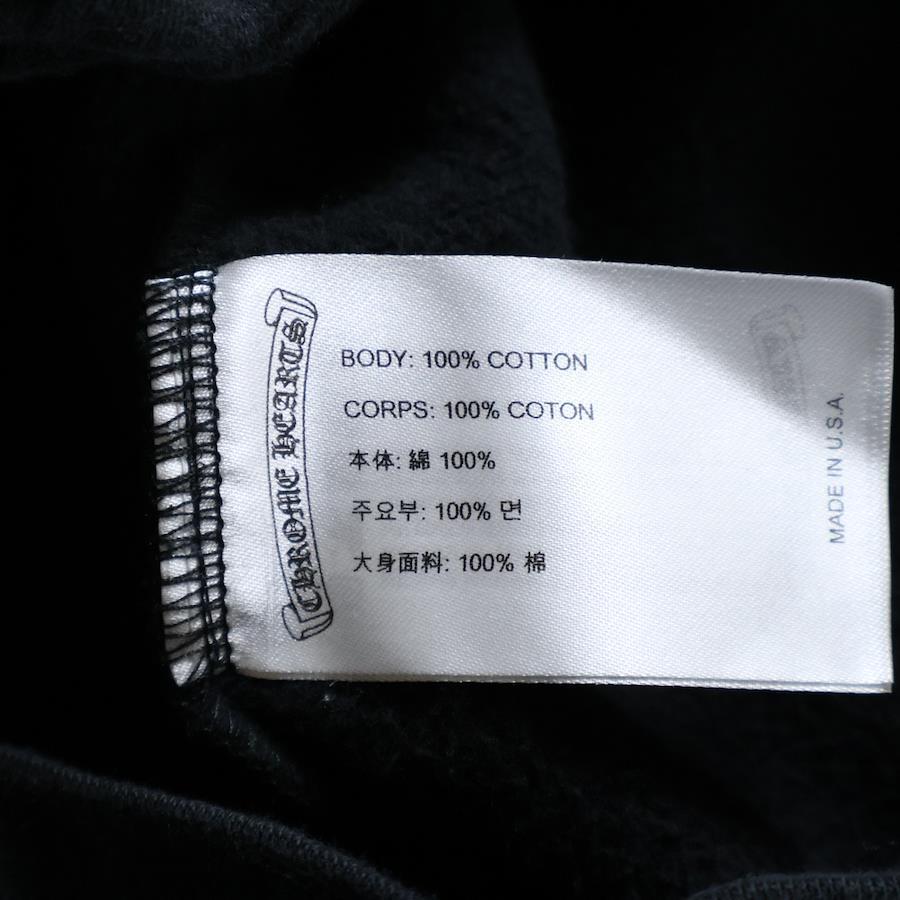 CHROME HEARTS
BODY: 100% COTTON
CORPS: 100% COTON
本体: 綿 100%
주요부: 100% 면
大身面料: 100% 棉
MADE IN U.S.A.